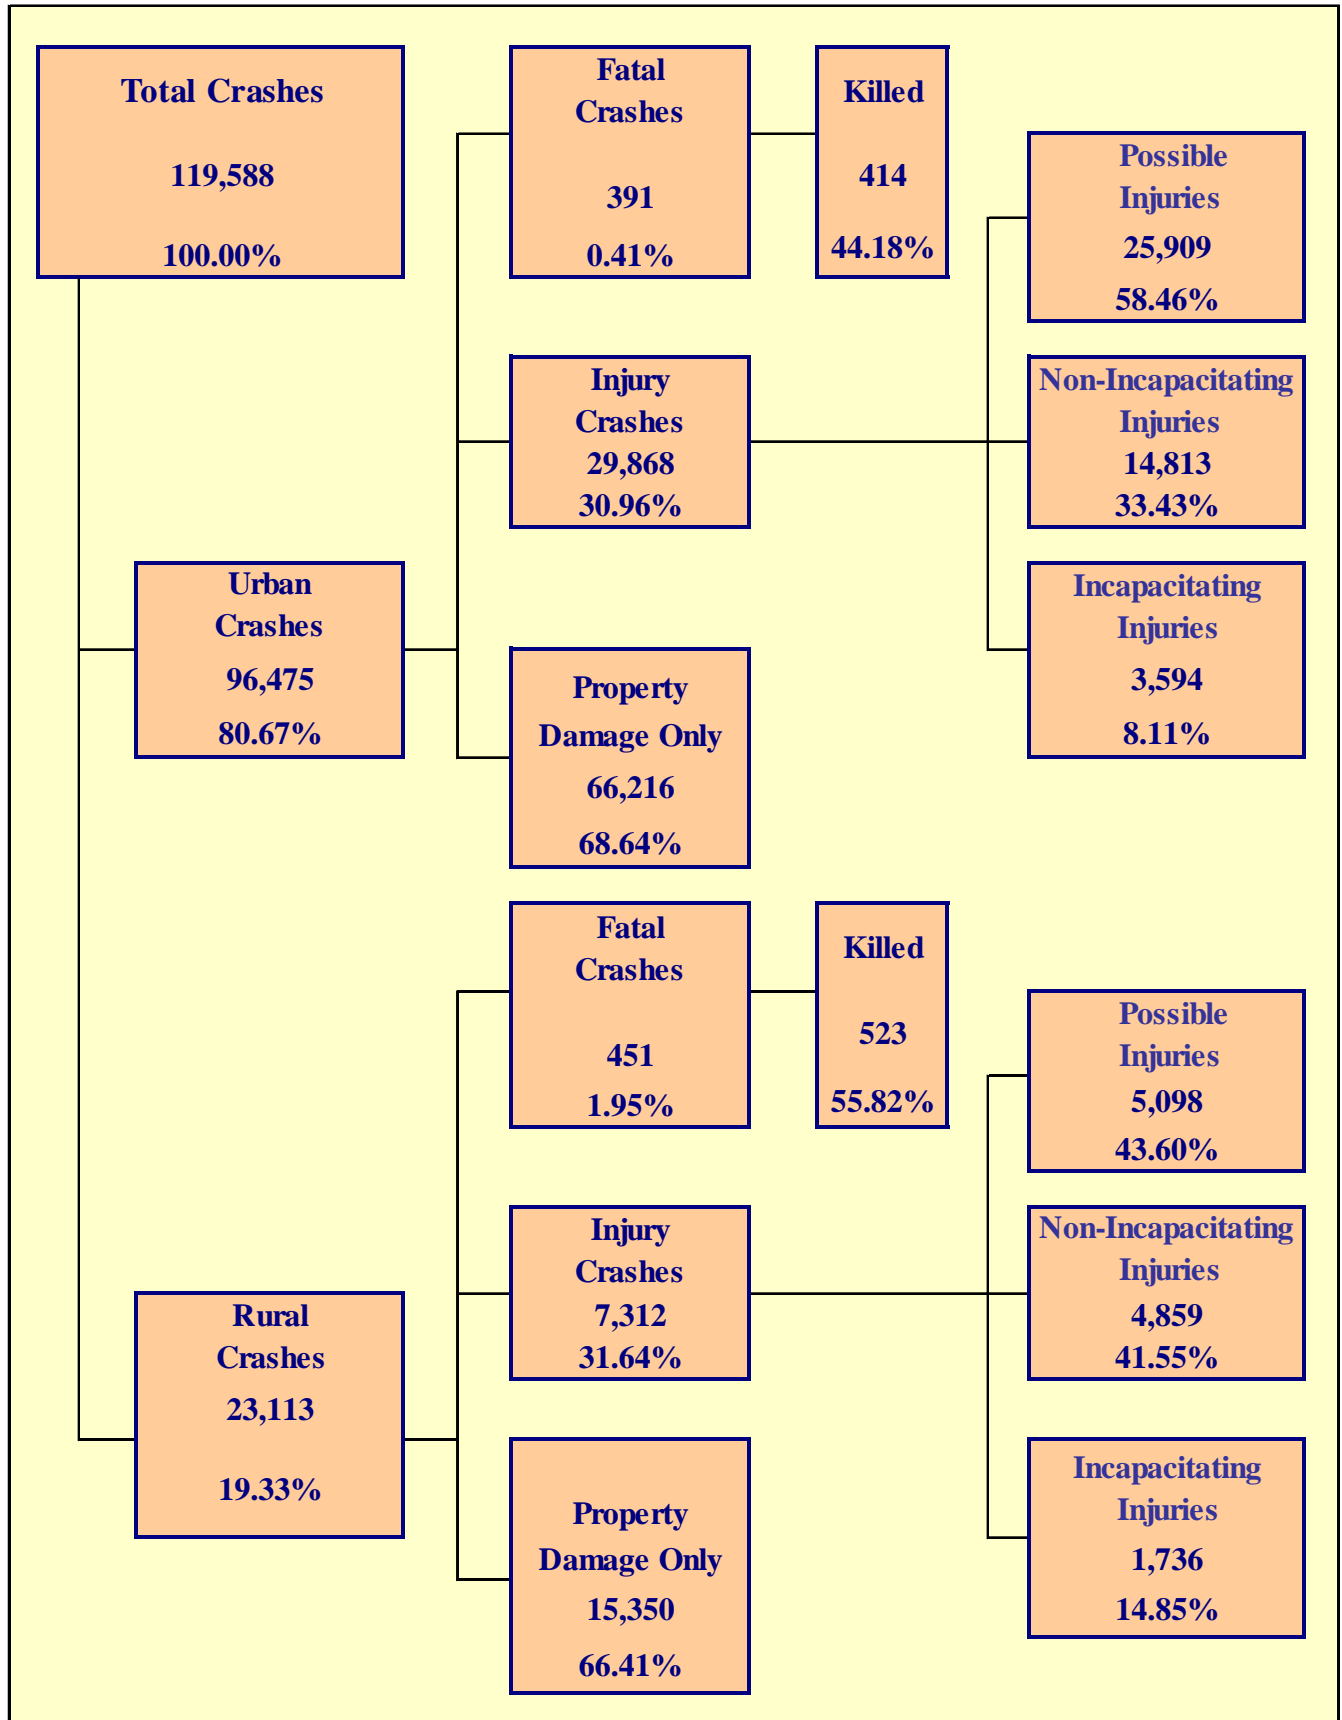 Total Crashes
119,588
100.00%
Fatal
Crashes
391
0.41%
Killed
414
44.18%
Possible
Injuries
25,909
58.46%
Injury
Crashes
29,868
30.96%
Non-Incapacitating
Injuries
14,813
33.43%
Urban
Crashes
96,475
80.67%
Incapacitating
Injuries
3,594
8.11%
Property
Damage Only
66,216
68.64%
Fatal
Crashes
451
1.95%
Killed
523
55.82%
Possible
Injuries
5,098
43.60%
Injury
Crashes
7,312
31.64%
Non-Incapacitating
Injuries
4,859
41.55%
Rural
Crashes
23,113
19.33%
Property
Damage Only
15,350
66.41%
Incapacitating
Injuries
1,736
14.85%